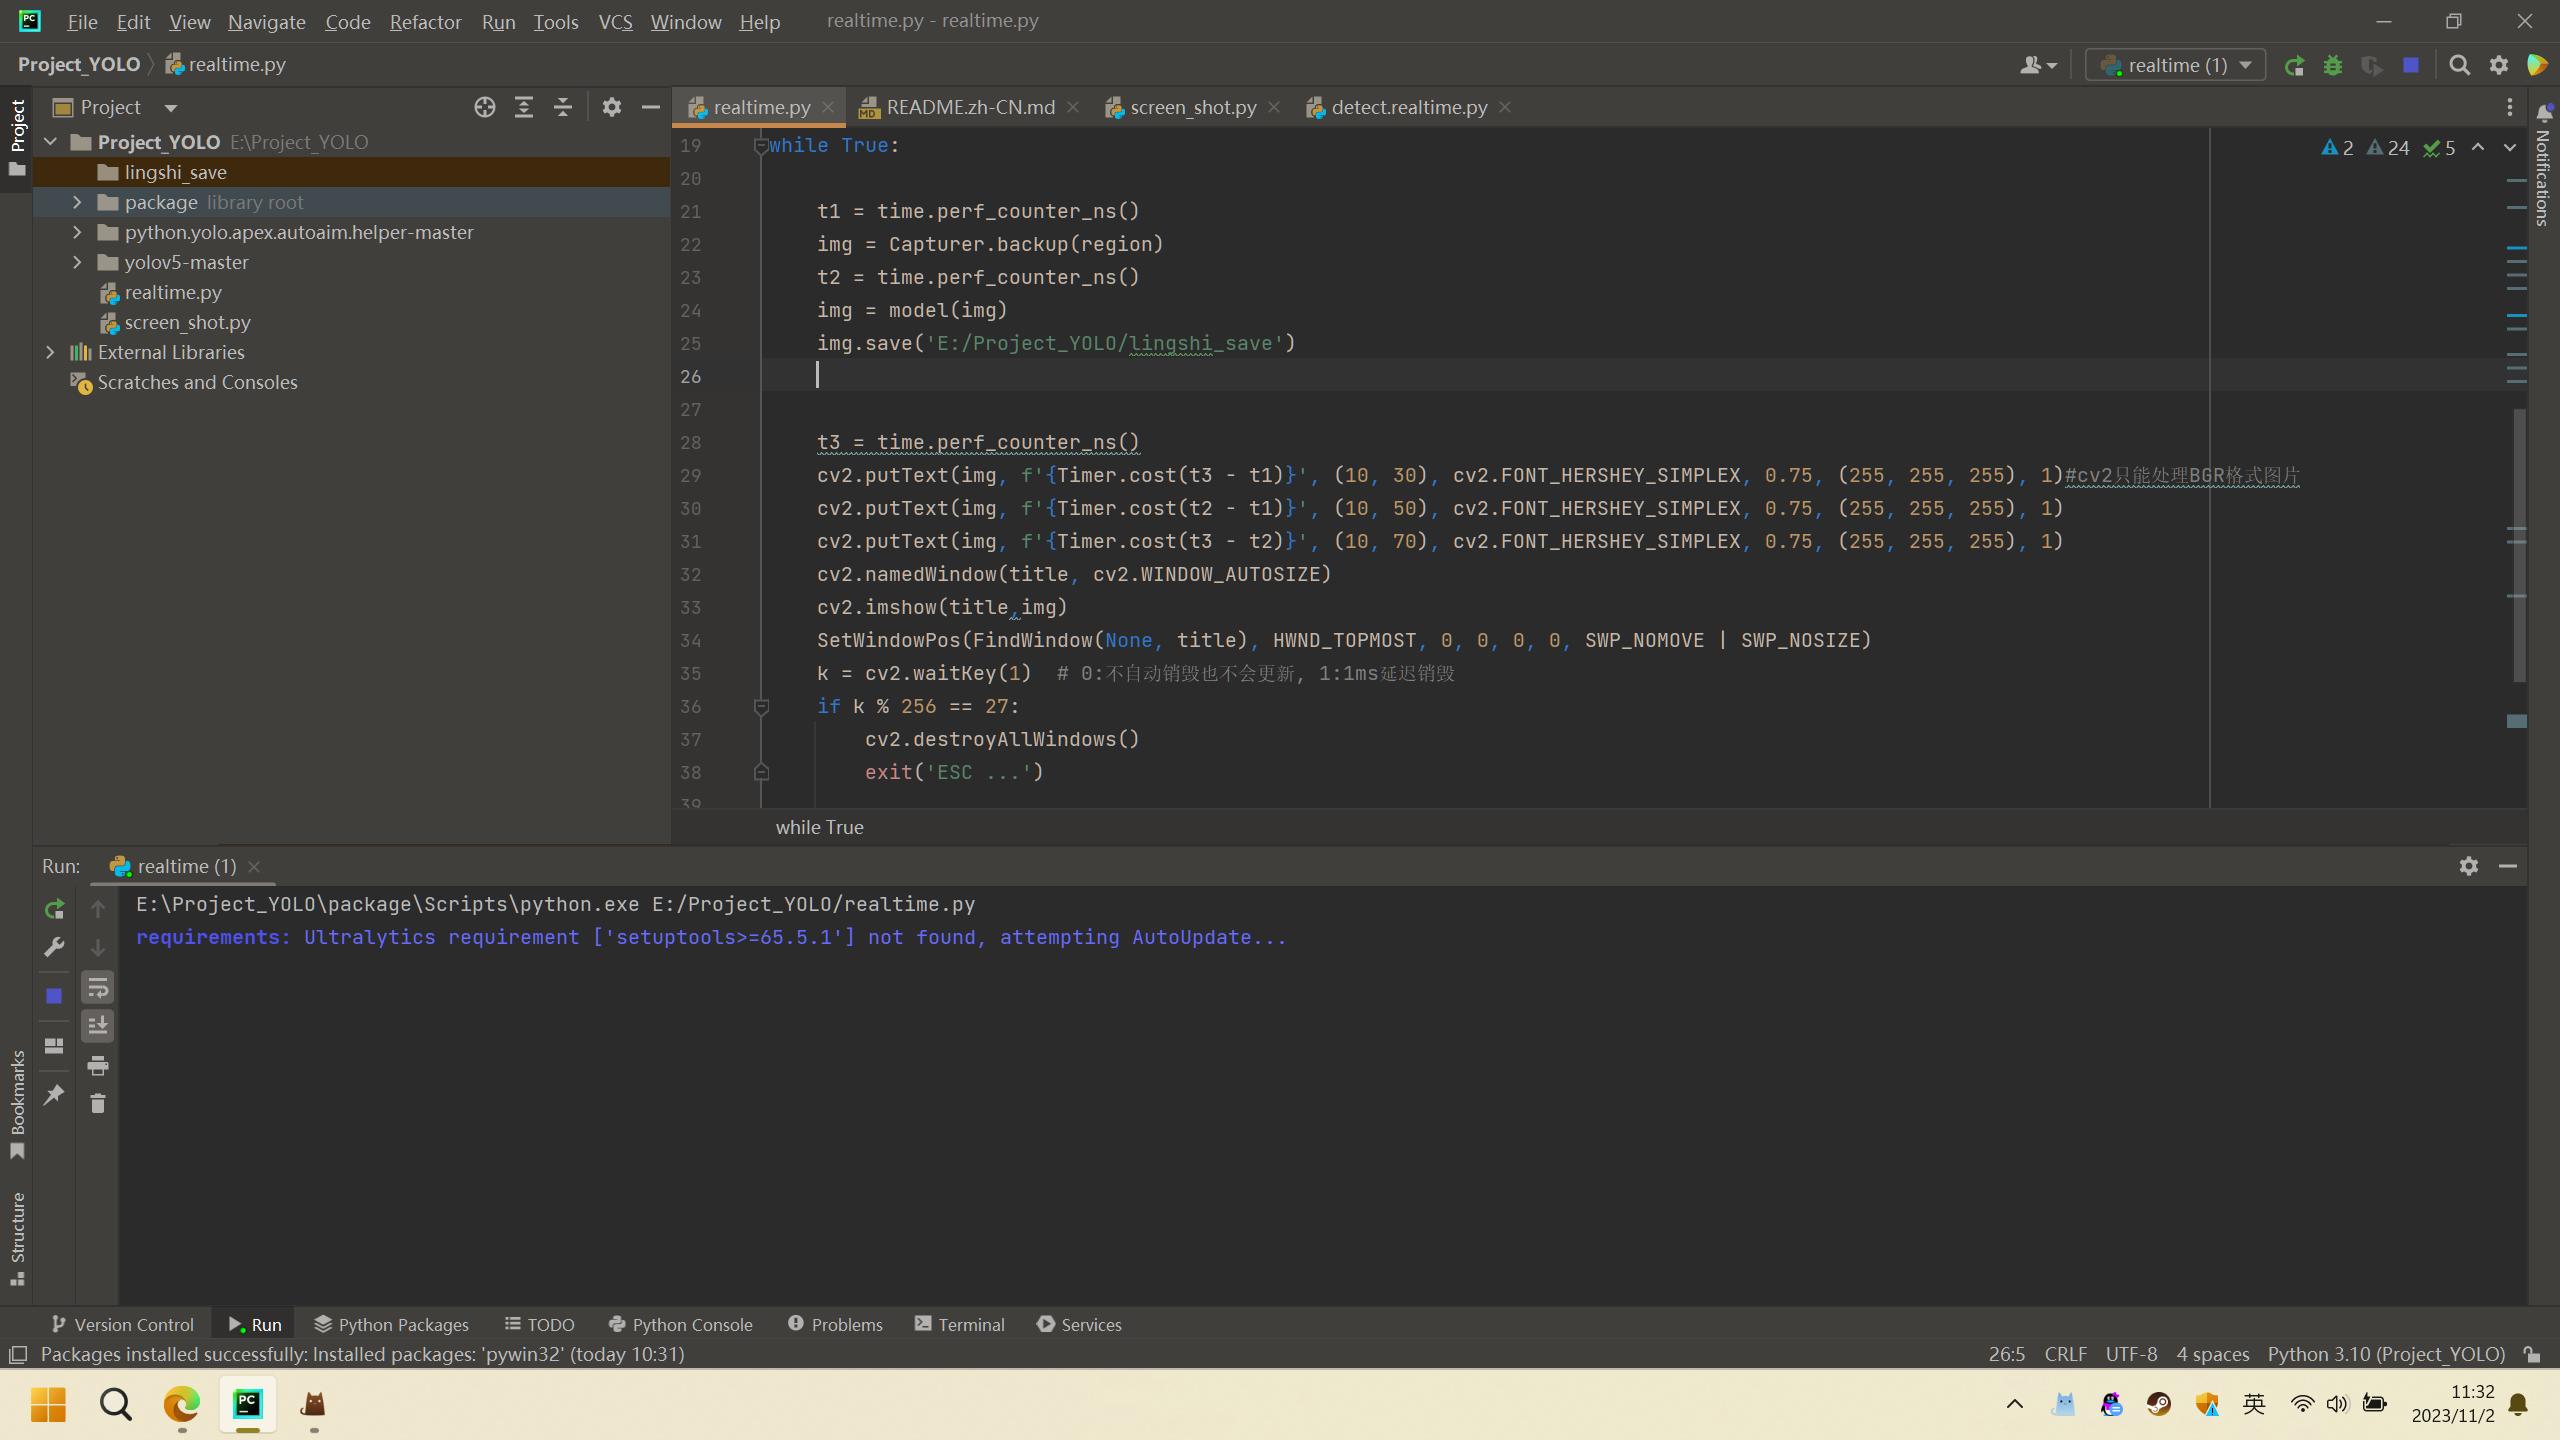 File Edit View Navigate Code Refactor Run Tools VCS Window Help realtime.py - realtime.py
Project_YOLO realtime.py
realtime (1)
Project
realtime.py README.zh-CN.md screen_shot.py detect.realtime.py
Project
Project_YOLO E:\Project_YOLO
lingshi_save
package library root
python.yolo.apex.autoaim.helper-master
yolov5-master
realtime.py
screen_shot.py
External Libraries
Scratches and Consoles
Notifications
2 24 5
19 while True:
20
21 t1 = time.perf_counter_ns()
22 img = Capturer.backup(region)
23 t2 = time.perf_counter_ns()
24 img = model(img)
25 img.save('E:/Project_YOLO/lingshi_save')
26
27
28 t3 = time.perf_counter_ns()
29 cv2.putText(img, f'{Timer.cost(t3 - t1)}', (10, 30), cv2.FONT_HERSHEY_SIMPLEX, 0.75, (255, 255, 255), 1)#cv2只能处理BGR格式图片
30 cv2.putText(img, f'{Timer.cost(t2 - t1)}', (10, 50), cv2.FONT_HERSHEY_SIMPLEX, 0.75, (255, 255, 255), 1)
31 cv2.putText(img, f'{Timer.cost(t3 - t2)}', (10, 70), cv2.FONT_HERSHEY_SIMPLEX, 0.75, (255, 255, 255), 1)
32 cv2.namedWindow(title, cv2.WINDOW_AUTOSIZE)
33 cv2.imshow(title,img)
34 SetWindowPos(FindWindow(None, title), HWND_TOPMOST, 0, 0, 0, 0, SWP_NOMOVE | SWP_NOSIZE)
35 k = cv2.waitKey(1) # 0:不自动销毁也不会更新, 1:1ms延迟销毁
36 if k % 256 == 27:
37 cv2.destroyAllWindows()
38 exit('ESC ...')
39
while True
Run: realtime (1)
E:\Project_YOLO\package\Scripts\python.exe E:/Project_YOLO/realtime.py
requirements: Ultralytics requirement ['setuptools>=65.5.1'] not found, attempting AutoUpdate...
Bookmarks
Structure
Version Control Run Python Packages TODO Python Console Problems Terminal Services
Packages installed successfully: Installed packages: 'pywin32' (today 10:31) 26:5 CRLF UTF-8 4 spaces Python 3.10 (Project_YOLO)
PC
英
11:32
2023/11/2